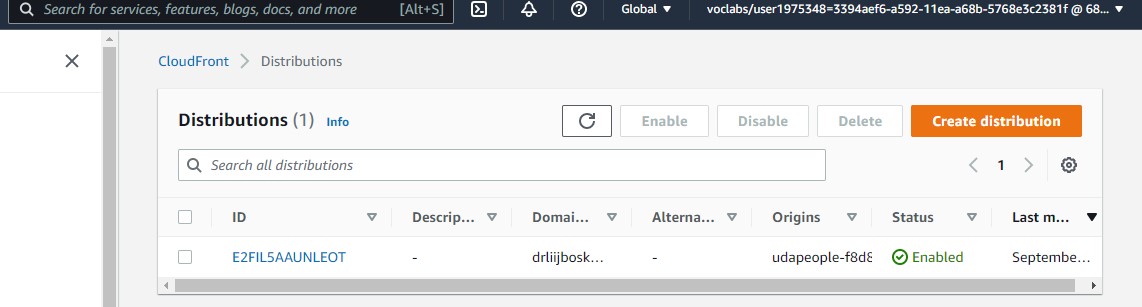 Search for services, features, blogs, docs, and more [Alt+S] Global ▼ voclabs/user1975348=3394aef6-a592-11ea-a68b-5768e3c2381f @ 68... ▼
CloudFront > Distributions
Distributions (1) Info Enable Disable Delete Create distribution
Search all distributions 1
ID Descrip... Domai... Alterna... Origins Status Last m...
E2FIL5AAUNLEOT - drliijbosk... - udapeople-f8d8 Enabled Septembe...